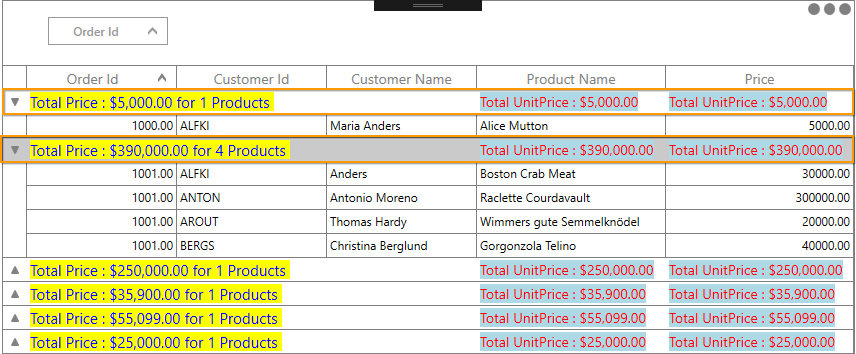 Order Id
Order Id Customer Id Customer Name Product Name Price
Total Price : $5,000.00 for 1 Products Total UnitPrice : $5,000.00 Total UnitPrice : $5,000.00
1000.00 ALFKI Maria Anders Alice Mutton 5000.00
Total Price : $390,000.00 for 4 Products Total UnitPrice : $390,000.00 Total UnitPrice : $390,000.00
1001.00 ALFKI Anders Boston Crab Meat 30000.00
1001.00 ANTON Antonio Moreno Raclette Courdavault 300000.00
1001.00 AROUT Thomas Hardy Wimmers gute Semmelknödel 20000.00
1001.00 BERGS Christina Berglund Gorgonzola Telino 40000.00
Total Price : $250,000.00 for 1 Products Total UnitPrice : $250,000.00 Total UnitPrice : $250,000.00
Total Price : $35,900.00 for 1 Products Total UnitPrice : $35,900.00 Total UnitPrice : $35,900.00
Total Price : $55,099.00 for 1 Products Total UnitPrice : $55,099.00 Total UnitPrice : $55,099.00
Total Price : $25,000.00 for 1 Products Total UnitPrice : $25,000.00 Total UnitPrice : $25,000.00